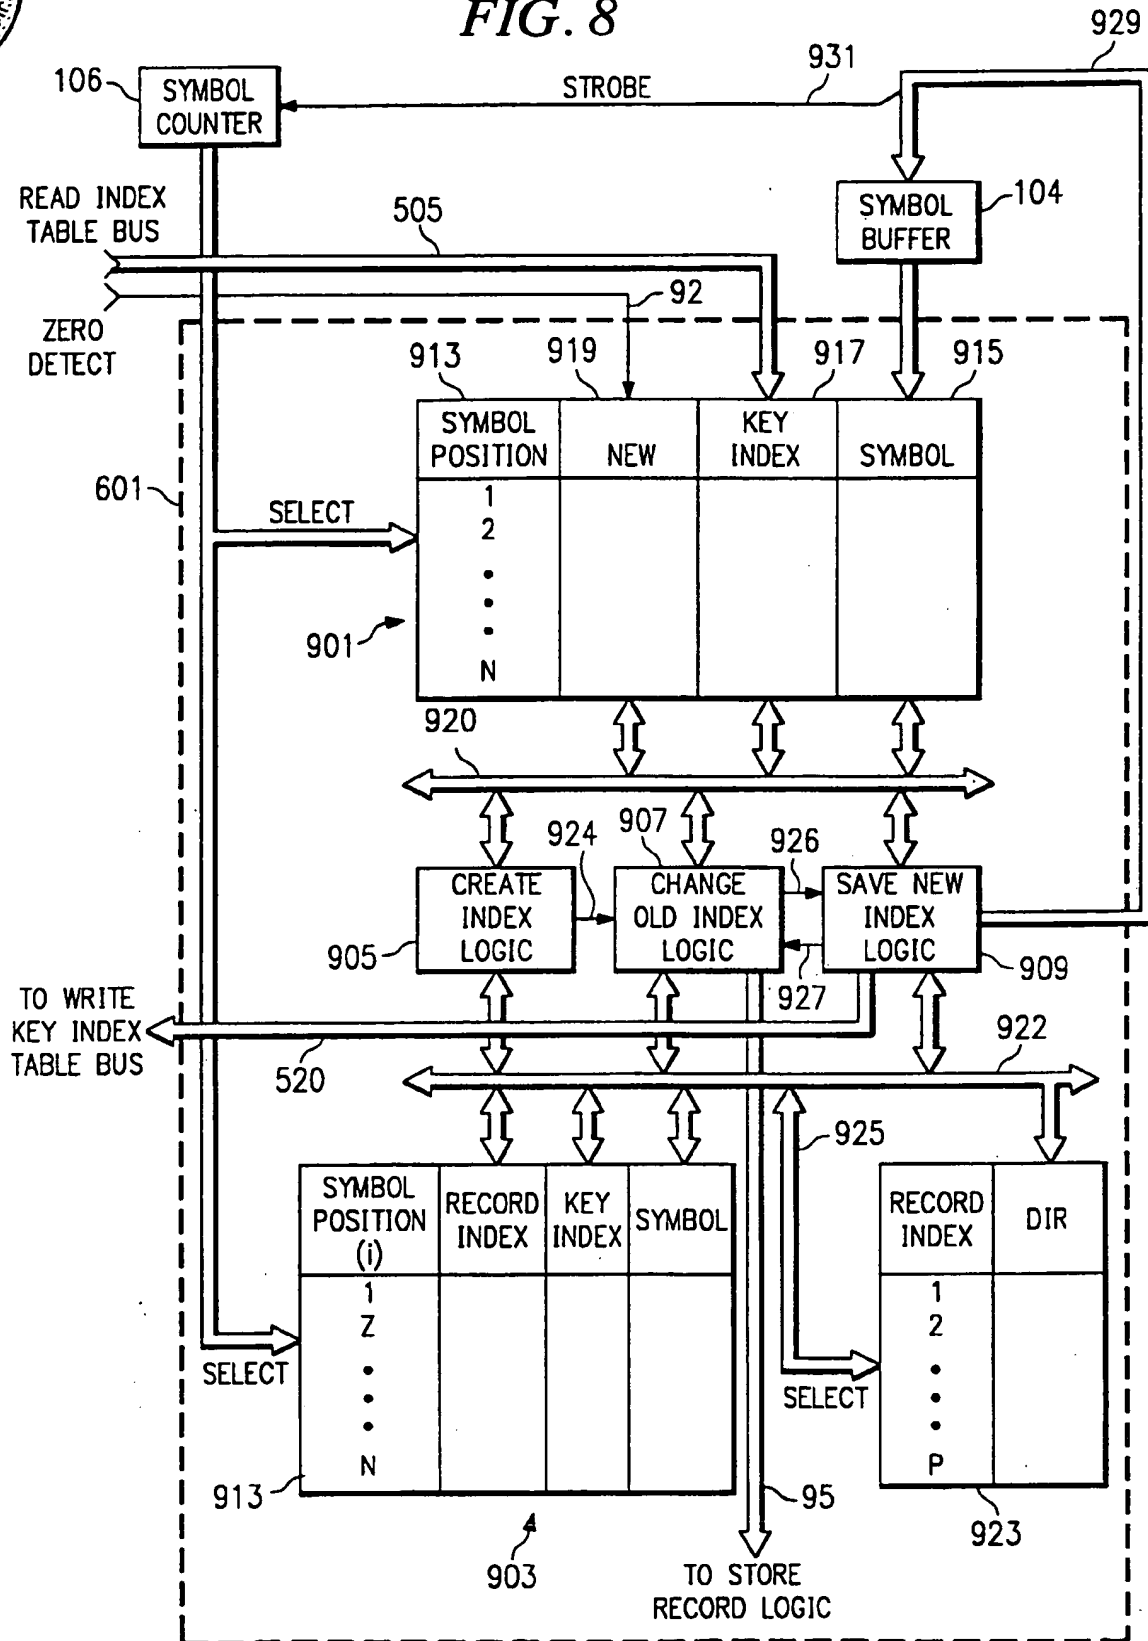 FIG. 8
929
106
SYMBOL
COUNTER
STROBE
931
READ INDEX
TABLE BUS
505
SYMBOL
BUFFER
104
92
ZERO
DETECT
913
919
917
915
SYMBOL
POSITION
NEW
KEY
INDEX
SYMBOL
601
SELECT
1
2
N
901
920
907
924
926
CREATE
INDEX
LOGIC
CHANGE
OLD INDEX
LOGIC
SAVE NEW
INDEX
LOGIC
905
927
909
TO WRITE
KEY INDEX
TABLE BUS
520
922
925
SYMBOL
POSITION
(i)
RECORD
INDEX
KEY
INDEX
SYMBOL
RECORD
INDEX
DIR
1
Z
N
SELECT
1
2
P
SELECT
913
95
923
903
TO STORE
RECORD LOGIC